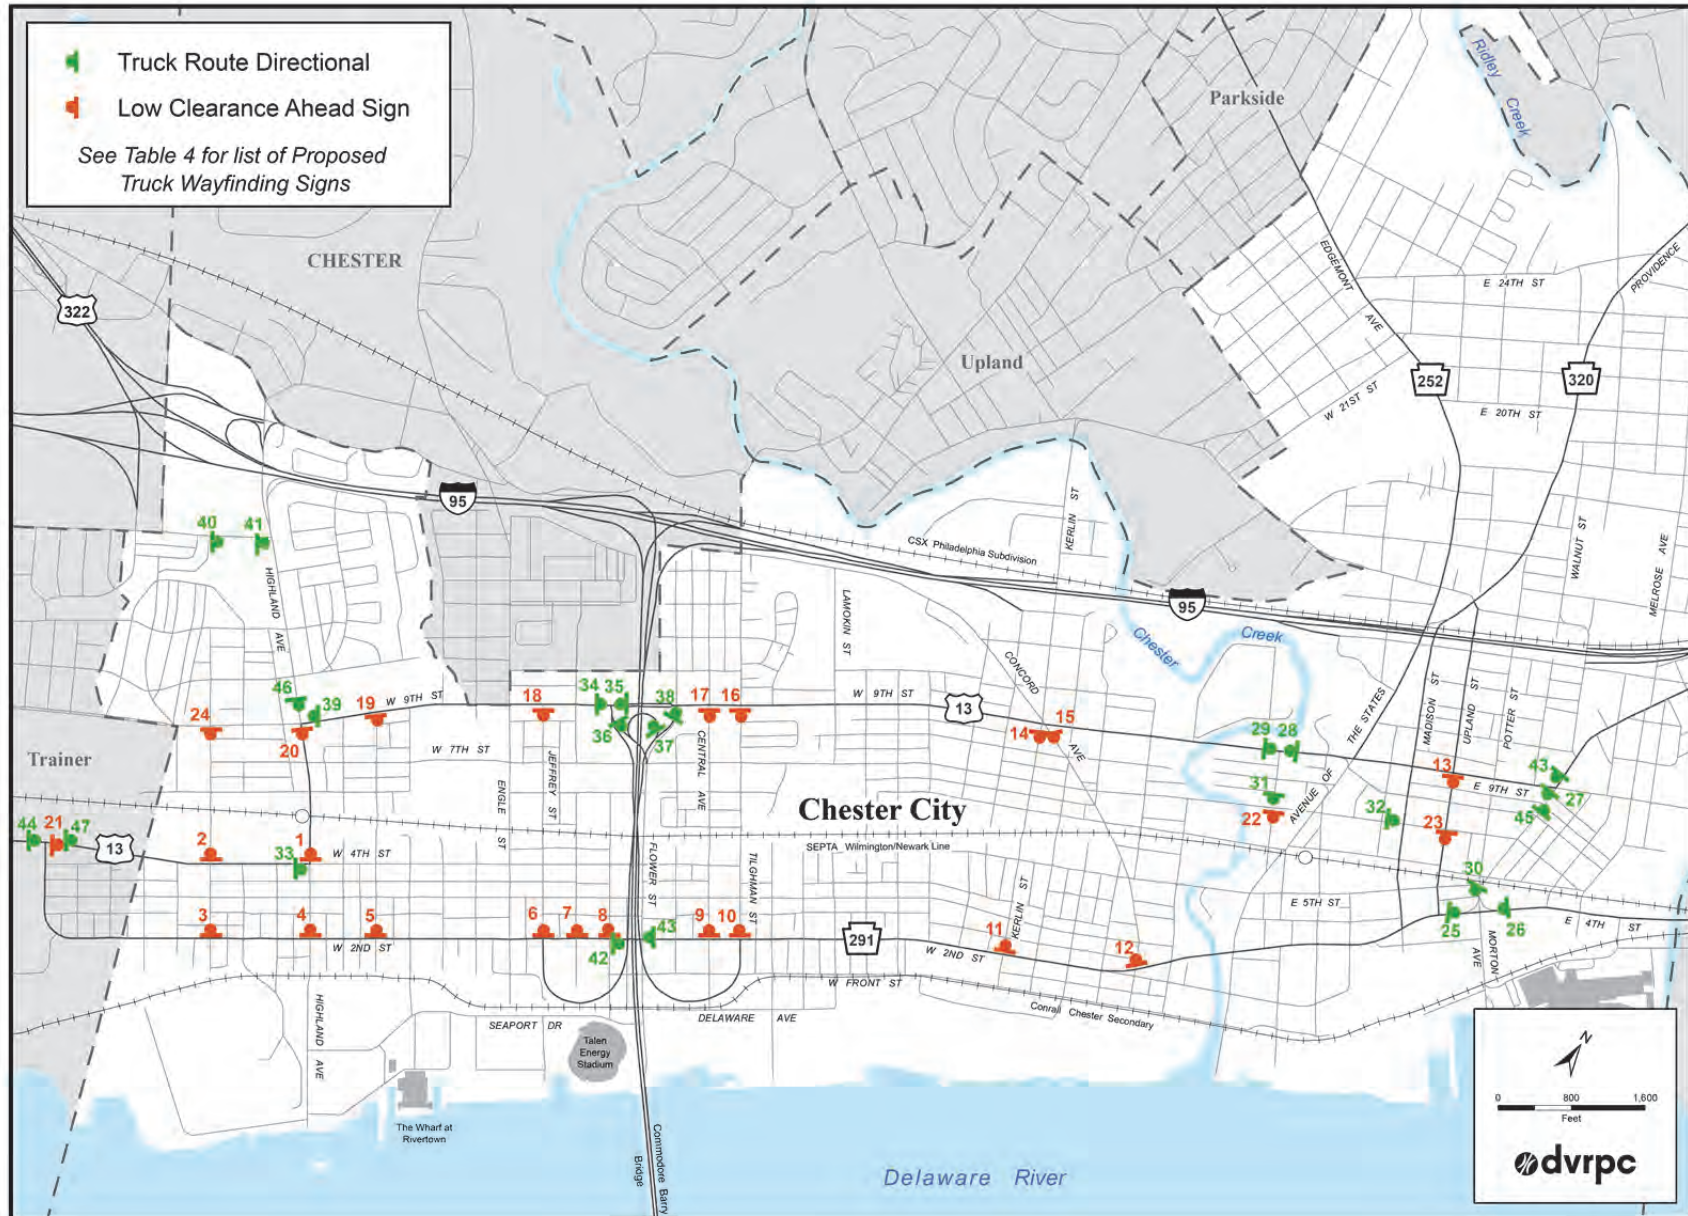 Truck Route Directional
Low Clearance Ahead Sign
See Table 4 for list of Proposed
Truck Wayfinding Signs
Ridley
Creek
Parkside
CHESTER
322
EDGEMONT
AVE
E 24TH ST
PROVIDENCE
Upland
252
320
W 21ST ST
E 20TH ST
95
KERLIN ST
CSX Philadelphia Subdivision
WALNUT ST
MELROSE AVE
40
41
HIGHLAND AVE
LAMOKIN ST
95
Chester
Creek
CONCORD
AVE
THE STATES
AVENUE OF
MADISON ST
UPLAND ST
POTTER ST
46
39
19
W 9TH ST
24
20
18
34
35
38
36
37
17
16
W 9TH ST
13
15
14
29
28
31
22
32
13
23
43
E 9TH ST
27
45
Trainer
W 7TH ST
JEFFREY ST
ENGLE ST
CENTRAL AVE
Chester City
SEPTA Wilmington/Newark Line
44
21
47
13
2
1
W 4TH ST
33
FLOWER ST
TILGHMAN ST
KERLIN ST
30
E 5TH ST
25
26
E 4TH ST
MORTON
AVE
3
4
5
W 2ND ST
6
7
8
42
43
9
10
291
11
W 2ND ST
12
W FRONT ST
Conrail Chester Secondary
HIGHLAND AVE
SEAPORT DR
DELAWARE AVE
Talen
Energy
Stadium
The Wharf at
Rivertown
Commodore Barry
Bridge
Delaware River
N
0 800 1,600
Feet
dvrpc